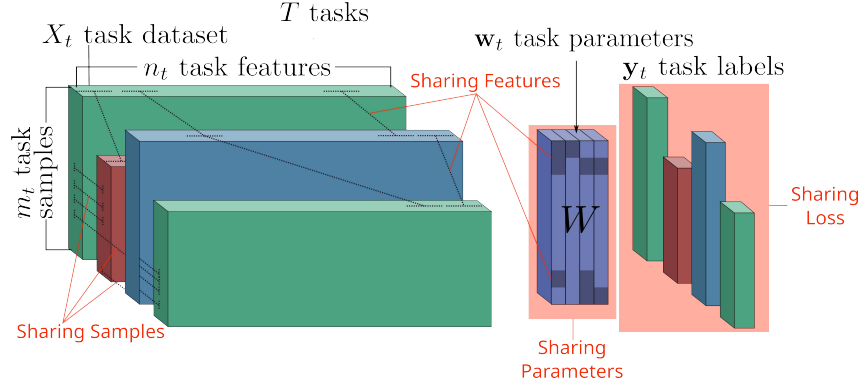 T tasks
X_t task dataset
n_t task features
w_t task parameters
y_t task labels
Sharing Features
m_t task
samples
W
Sharing
Loss
Sharing Samples
Sharing
Parameters